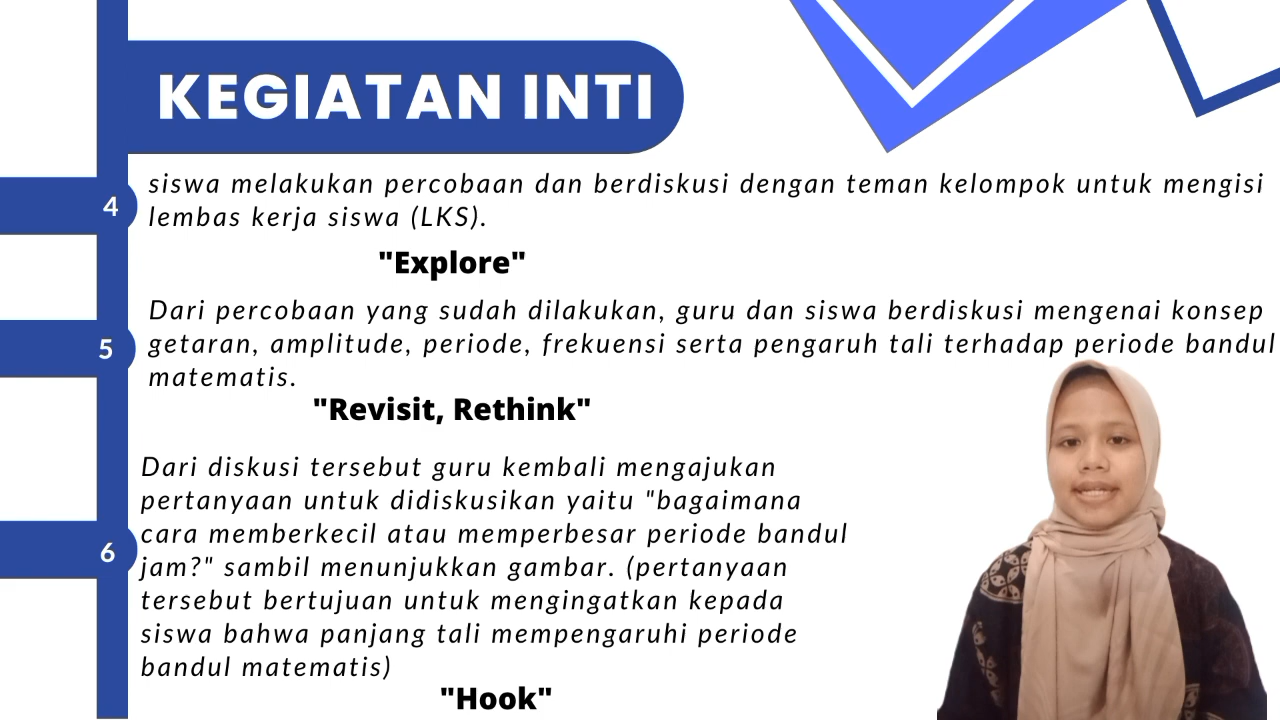 KEGIATAN INTI
4
siswa melakukan percobaan dan berdiskusi dengan teman kelompok untuk mengisi
lembas kerja siswa (LKS).
"Explore"
5
Dari percobaan yang sudah dilakukan, guru dan siswa berdiskusi mengenai konsep
getaran, amplitude, periode, frekuensi serta pengaruh tali terhadap periode bandul
matematis.
"Revisit, Rethink"
6
Dari diskusi tersebut guru kembali mengajukan
pertanyaan untuk didiskusikan yaitu "bagaimana
cara memberkecil atau memperbesar periode bandul
jam?" sambil menunjukkan gambar. (pertanyaan
tersebut bertujuan untuk mengingatkan kepada
siswa bahwa panjang tali mempengaruhi periode
bandul matematis)
"Hook"